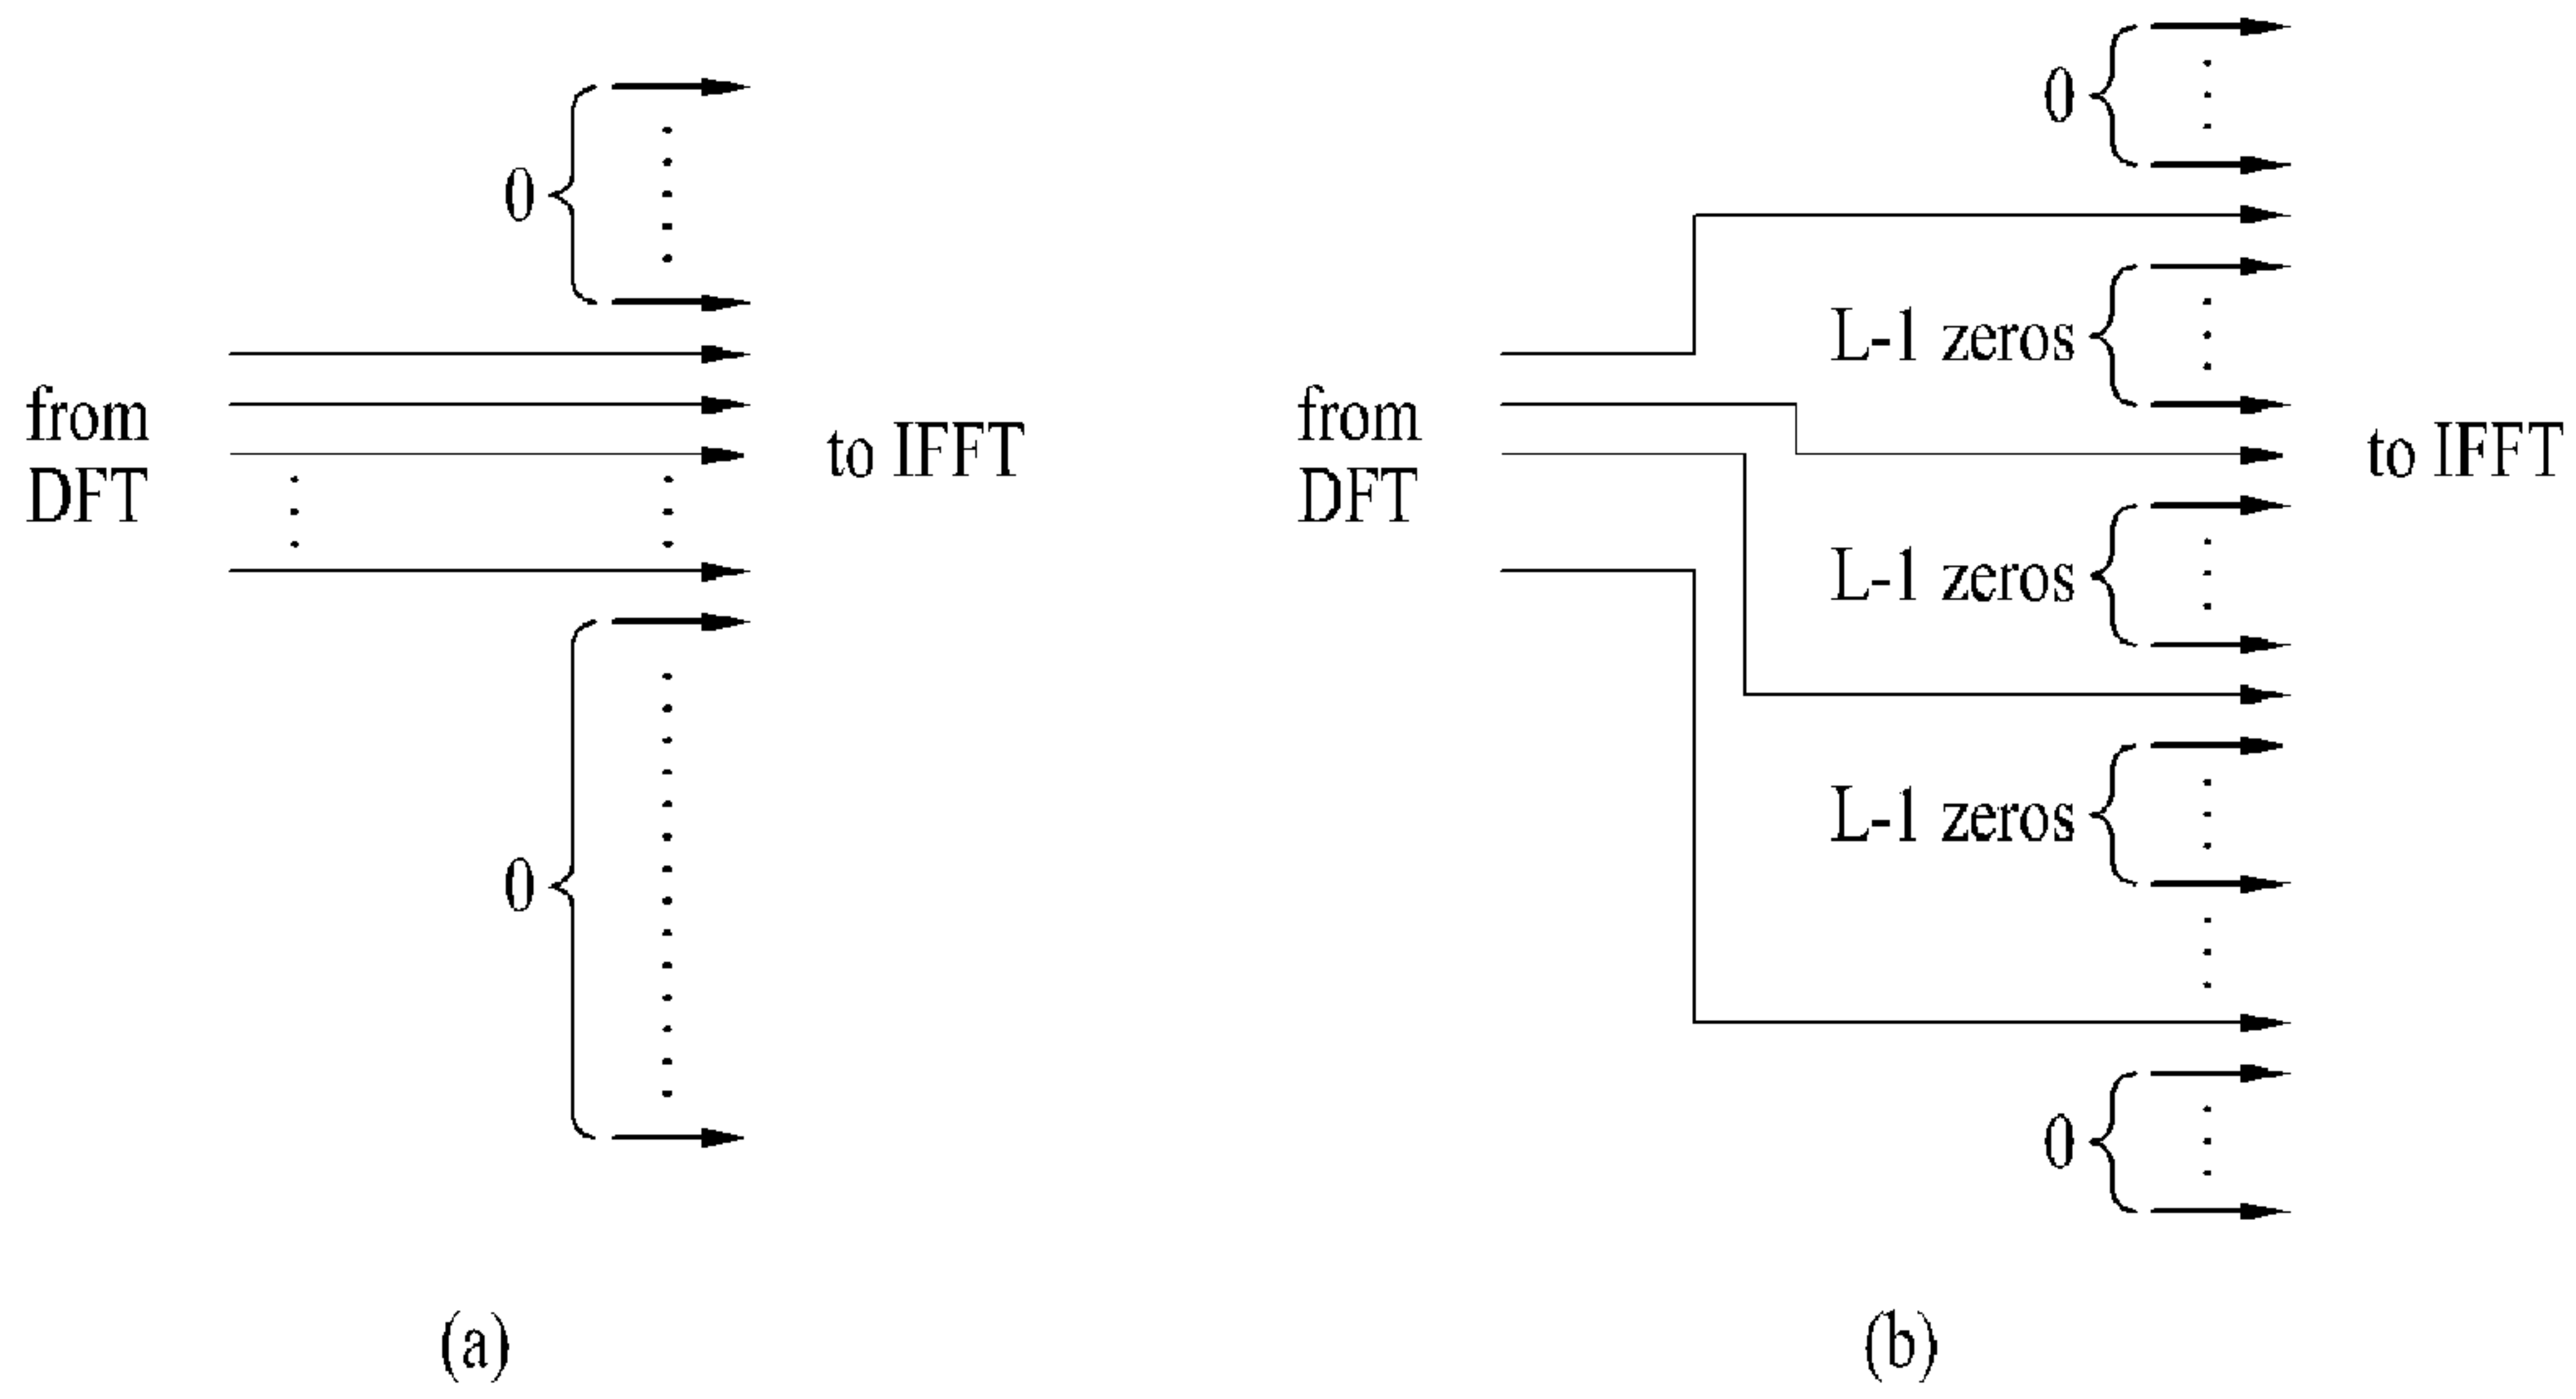 0
from
DFT
to IFFT
0
(a)
0
L-1 zeros
from
DFT
to IFFT
L-1 zeros
L-1 zeros
0
(b)